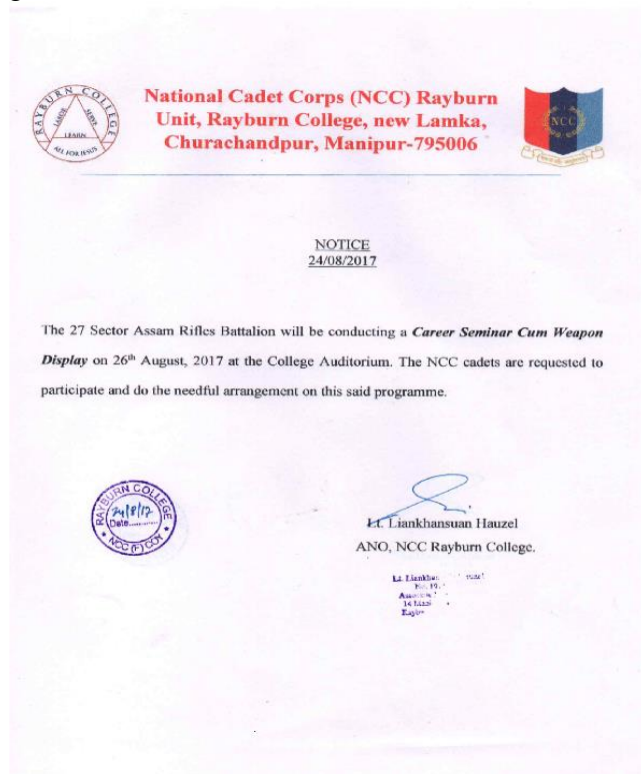 RAYBURN COLLEGE
LEARN
SERVE
ALL FOR JESUS
National Cadet Corps (NCC) Rayburn
Unit, Rayburn College, new Lamka,
Churachandpur, Manipur-795006
NCC
NOTICE
24/08/2017
The 27 Sector Assam Rifles Battalion will be conducting a Career Seminar Cum Weapon
Display on 26th August, 2017 at the College Auditorium. The NCC cadets are requested to
participate and do the needful arrangement on this said programme.
RAYBURN COLLEGE
24/8/17
Date
NCC (F) COY
Lt. Liankhansuan Hauzel
ANO, NCC Rayburn College.
Lt.